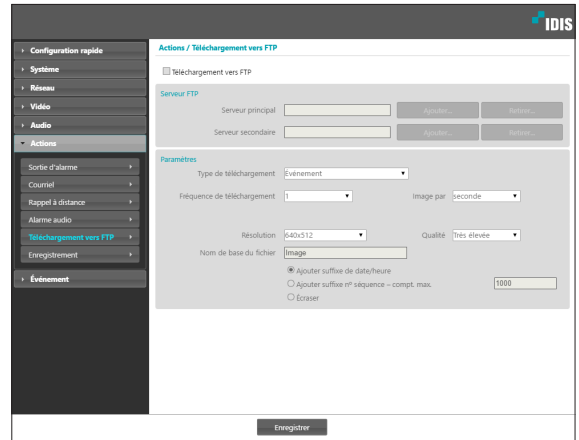 IDIS
Configuration rapide
Système
Réseau
Vidéo
Audio
Actions
Sortie d'alarme
Courriel
Rappel à distance
Alarme audio
Téléchargement vers FTP
Enregistrement
Événement
Actions / Téléchargement vers FTP
Téléchargement vers FTP
Serveur FTP
Serveur principal Ajouter... Retirer...
Serveur secondaire Ajouter... Retirer...
Paramètres
Type de téléchargement Evénement
Fréquence de téléchargement 1 Image par seconde
Résolution 640x512 Qualité Très élevée
Nom de base du fichier Image
Ajouter suffixe de date/heure
Ajouter suffixe nº séquence – compt. max. 1000
Écraser
Enregistrer